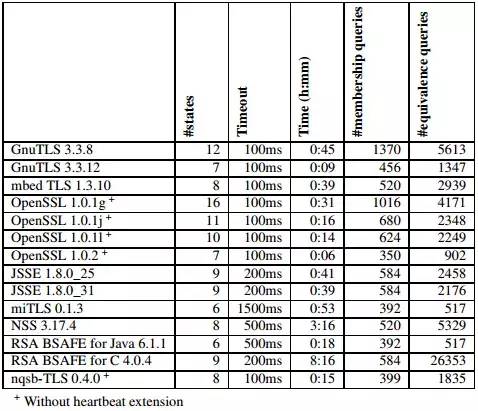 #states Timeout Time (h:mm) #membership queries #equivalence queries
GnuTLS 3.3.8 12 100ms 0:45 1370 5613
GnuTLS 3.3.12 7 100ms 0:09 456 1347
mbed TLS 1.3.10 8 100ms 0:39 520 2939
OpenSSL 1.0.1g + 16 100ms 0:31 1016 4171
OpenSSL 1.0.1j + 11 100ms 0:16 680 2348
OpenSSL 1.0.1l + 10 100ms 0:14 624 2249
OpenSSL 1.0.2 + 7 100ms 0:06 350 902
JSSE 1.8.0_25 9 200ms 0:41 584 2458
JSSE 1.8.0_31 9 200ms 0:39 584 2176
miTLS 0.1.3 6 1500ms 0:53 392 517
NSS 3.17.4 8 500ms 3:16 520 5329
RSA BSAFE for Java 6.1.1 6 500ms 0:18 392 517
RSA BSAFE for C 4.0.4 9 200ms 8:16 584 26353
nqsb-TLS 0.4.0 + 8 100ms 0:15 399 1835
+ Without heartbeat extension